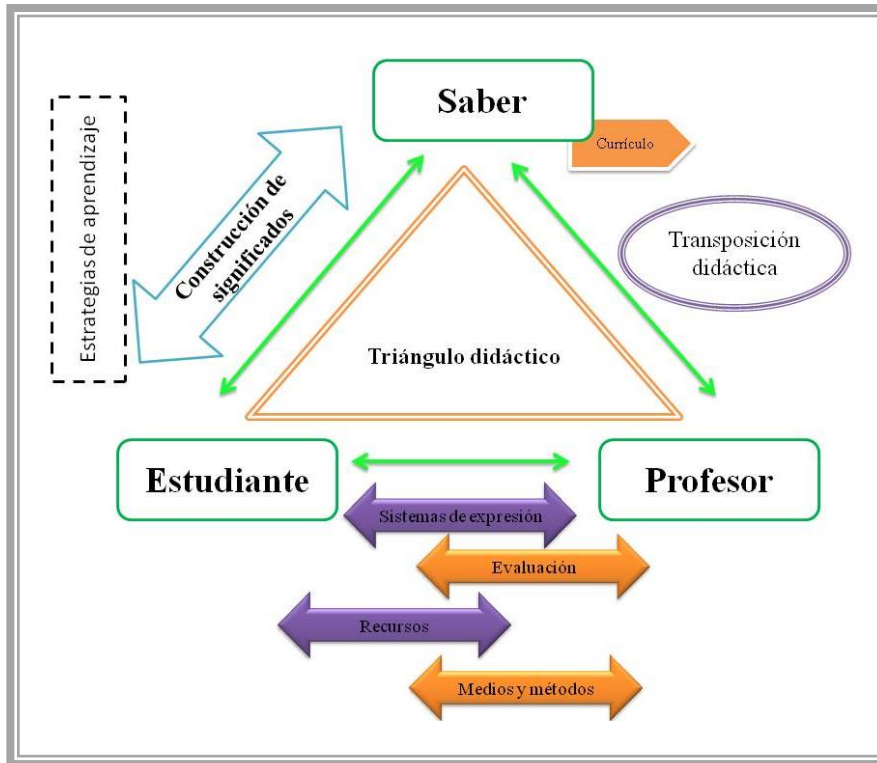 Saber
Currículo
Estrategias de aprendizaje
Construcción de
significados
Transposición
didáctica
Triángulo didáctico
Estudiante
Profesor
Sistemas de expresión
Evaluación
Recursos
Medios y métodos